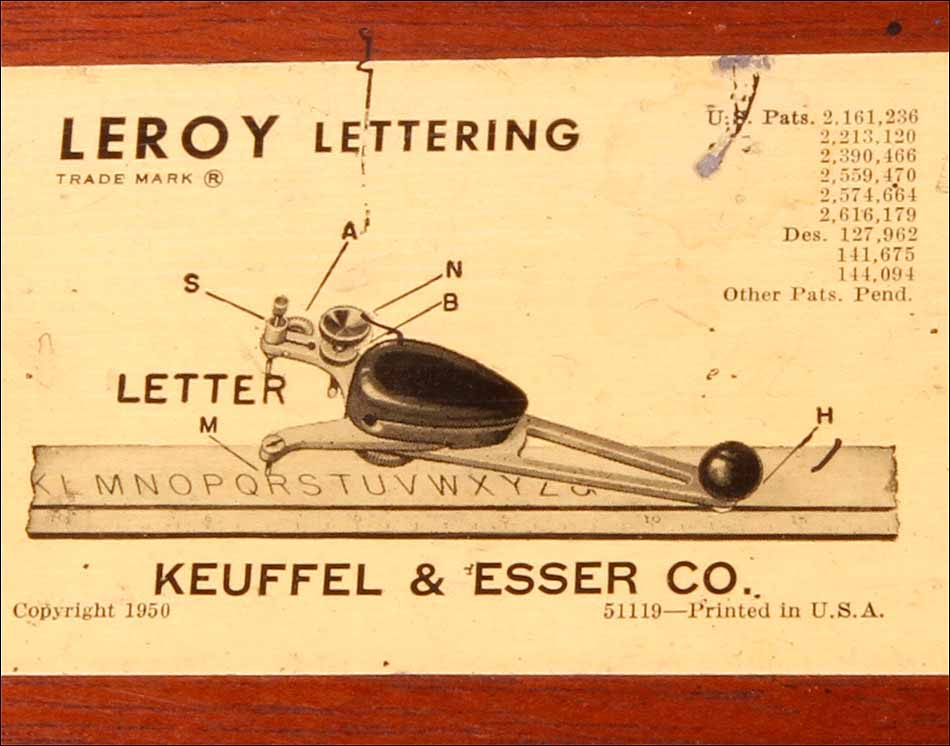 LEROY LETTERING
TRADE MARK ®
U.S. Pats. 2,161,236
2,213,120
2,390,466
2,559,470
2,574,664
2,616,179
Des. 127,962
141,675
144,094
Other Pats. Pend.
A
N
S
B
LETTER
M
H
KLMNOPQRSTUVWXYZ&
10
15
KEUFFEL & ESSER CO.
Copyright 1950
51119—Printed in U.S.A.